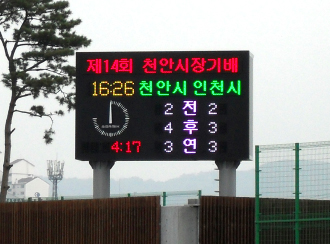 제14회 천안시장기배
16:26 천안시 인천시
2 전 2
4 후 3
3 연 3
4:17